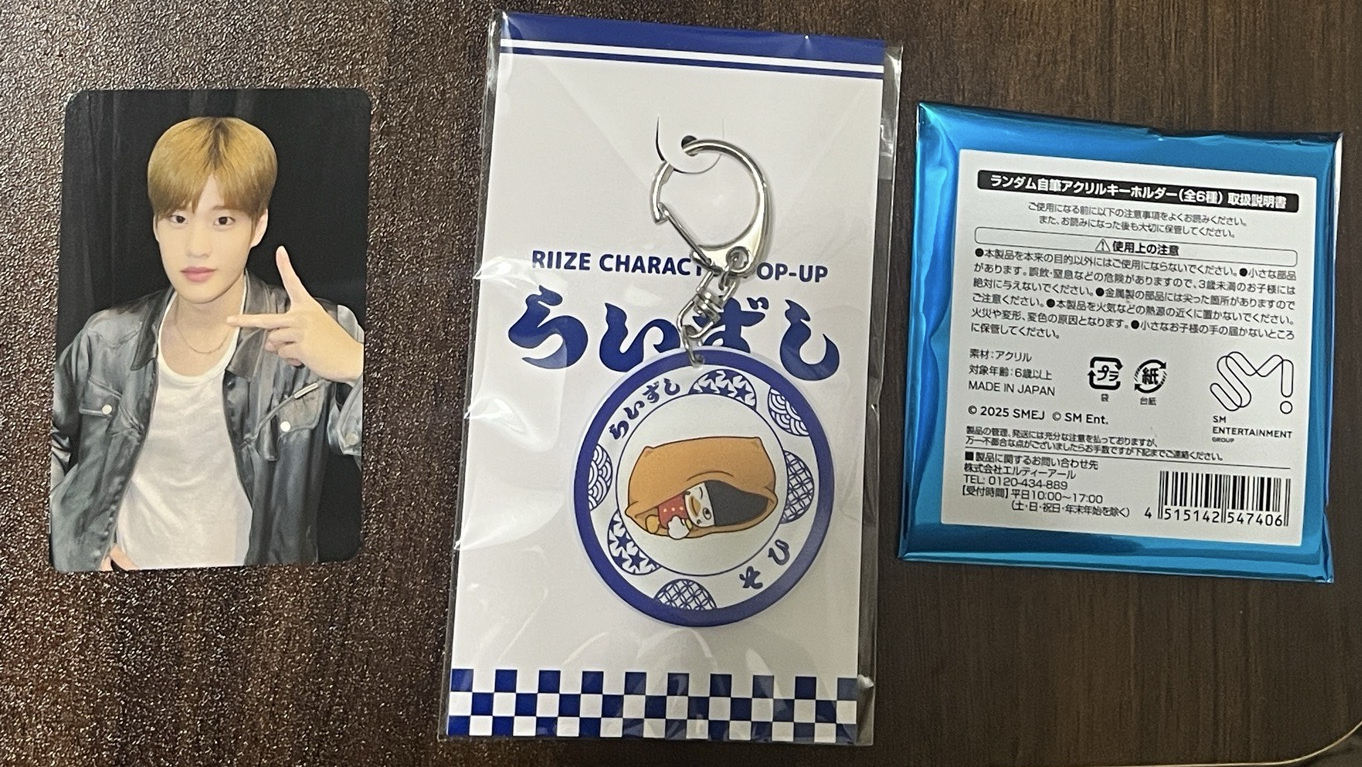 RIIZE CHARACT OP-UP
らいずし
らいずし
そひ
ランダム自筆アクリルキーホルダー(全6種) 取扱説明書
ご使用になる前に以下の注意事項をよくお読みください。
また、お読みになった後も大切に保管してください。
⚠使用上の注意
●本製品を本来の目的以外にはご使用にならないでください。●小さな部品
があります。誤飲・窒息などの危険がありますので、3歳未満のお子様には
絶対に与えないでください。●金属製の部品には尖った箇所がありますので
ご注意ください。●本製品を火気などの熱源の近くに置かないでください。
火災や変形、変色の原因となります。●小さなお子様の手の届かないところ
に保管してください。
素材:アクリル
対象年齢:6歳以上
MADE IN JAPAN
プラ
袋
紙
台紙
© 2025 SMEJ © SM Ent.
SM!
SM
ENTERTAINMENT
GROUP
製品の管理、発送には充分な注意を払っておりますが、
万一不都合な点がございましたらお手数ですが下記までご連絡ください。
■製品に関するお問い合わせ先
株式会社エルティーアール
TEL: 0120-434-889
[受付時間] 平日10:00~17:00
(土・日・祝日・年末年始を除く)
4 515142 547406